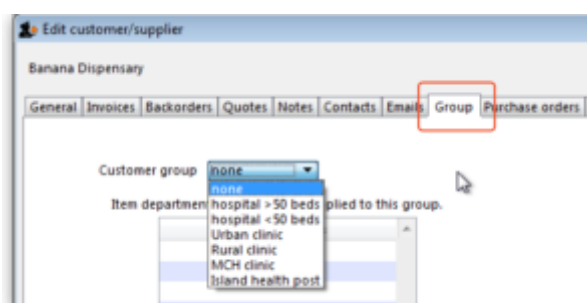 Edit customer/supplier
Banana Dispensary
General Invoices Backorders Quotes Notes Contacts Emails Group Purchase orders
Customer group none
none
Item departmen hospital >50 beds plied to this group.
hospital <50 beds
Urban clinic
Rural clinic
MCH clinic
Island health post